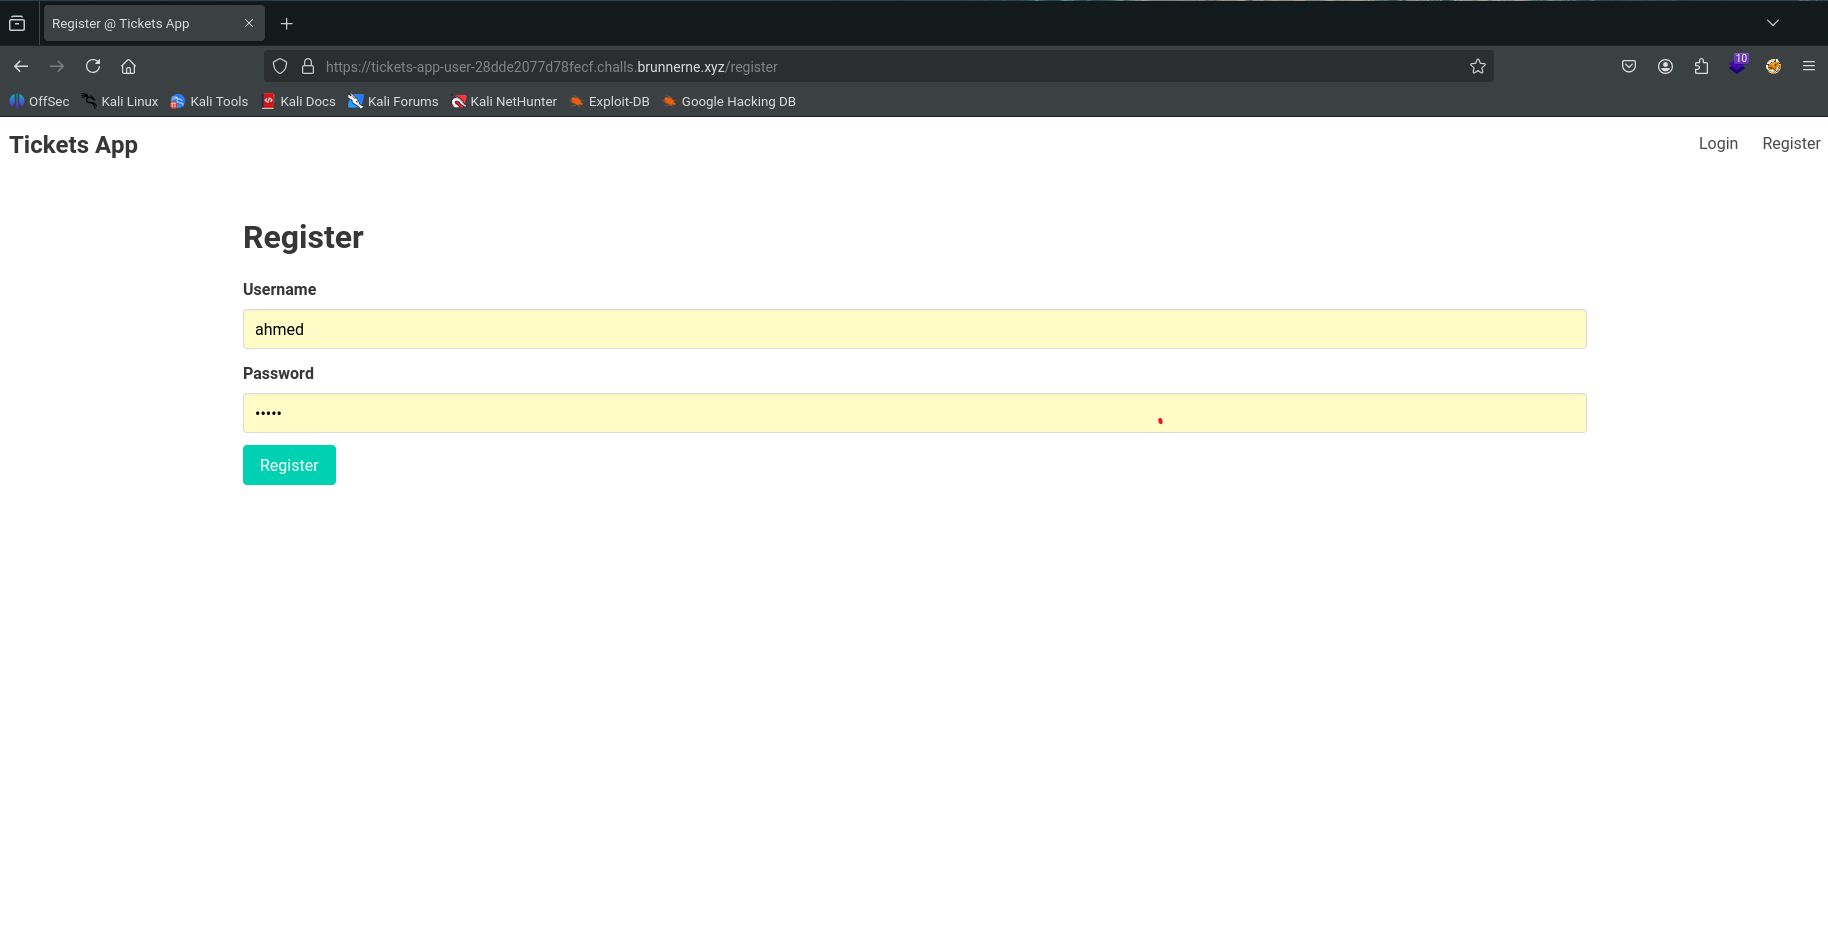 Register @ Tickets App
https://tickets-app-user-28dde2077d78fecf.challs.brunnerne.xyz/register
10
OffSec Kali Linux Kali Tools Kali Docs Kali Forums Kali NetHunter Exploit-DB Google Hacking DB
Tickets App Login Register
Register
Username
ahmed
Password
•••••
Register